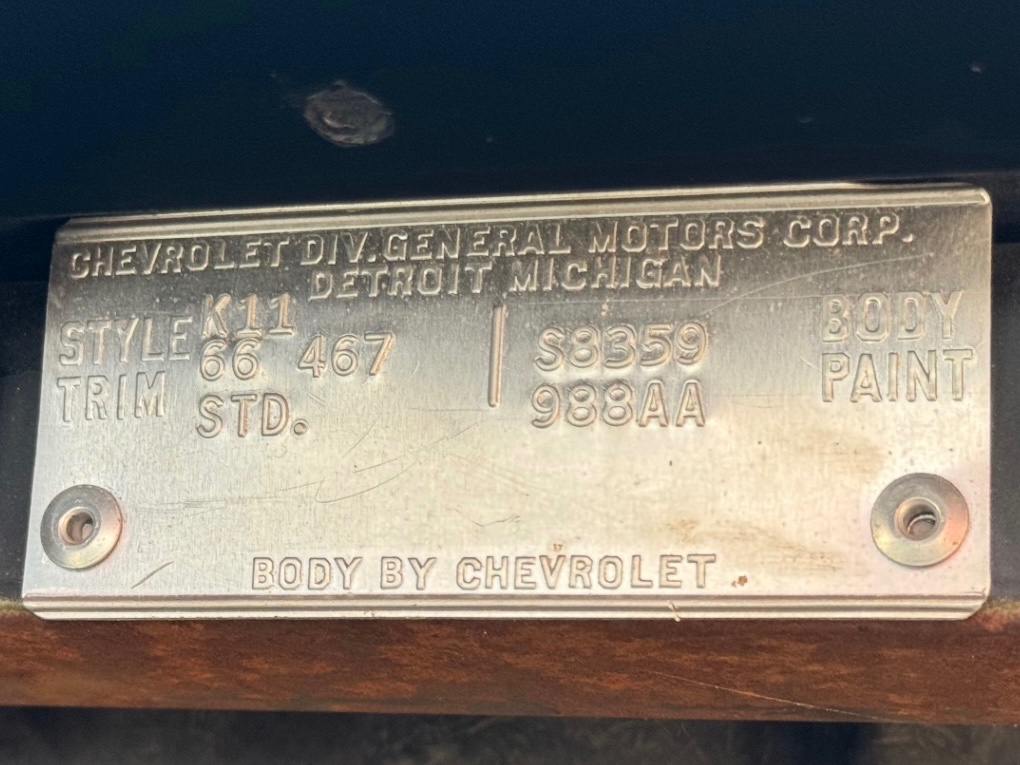 CHEVROLET DIV. GENERAL MOTORS CORP.
DETROIT MICHIGAN
K11
STYLE 66 467 | S8359 BODY
TRIM STD. 988AA PAINT
BODY BY CHEVROLET